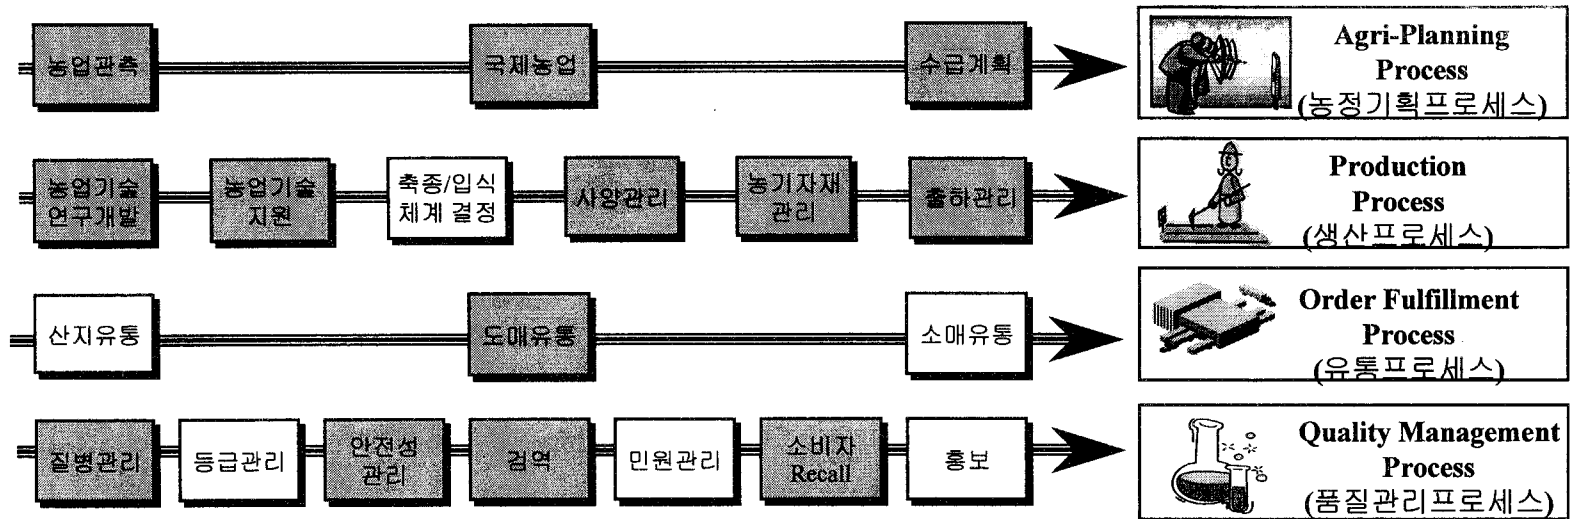 농업관측
국제농업
수급계획
Agri-Planning
Process
(농정기획프로세스)
농업기술
연구개발
농업기술
지원
축종/입식
체계 결정
사양관리
농기자재
관리
출하관리
Production
Process
(생산프로세스)
산지유통
도매유통
소매유통
Order Fulfillment
Process
(유통프로세스)
질병관리
등급관리
안전성
관리
검역
민원관리
소비자
Recall
홍보
Quality Management
Process
(품질관리프로세스)